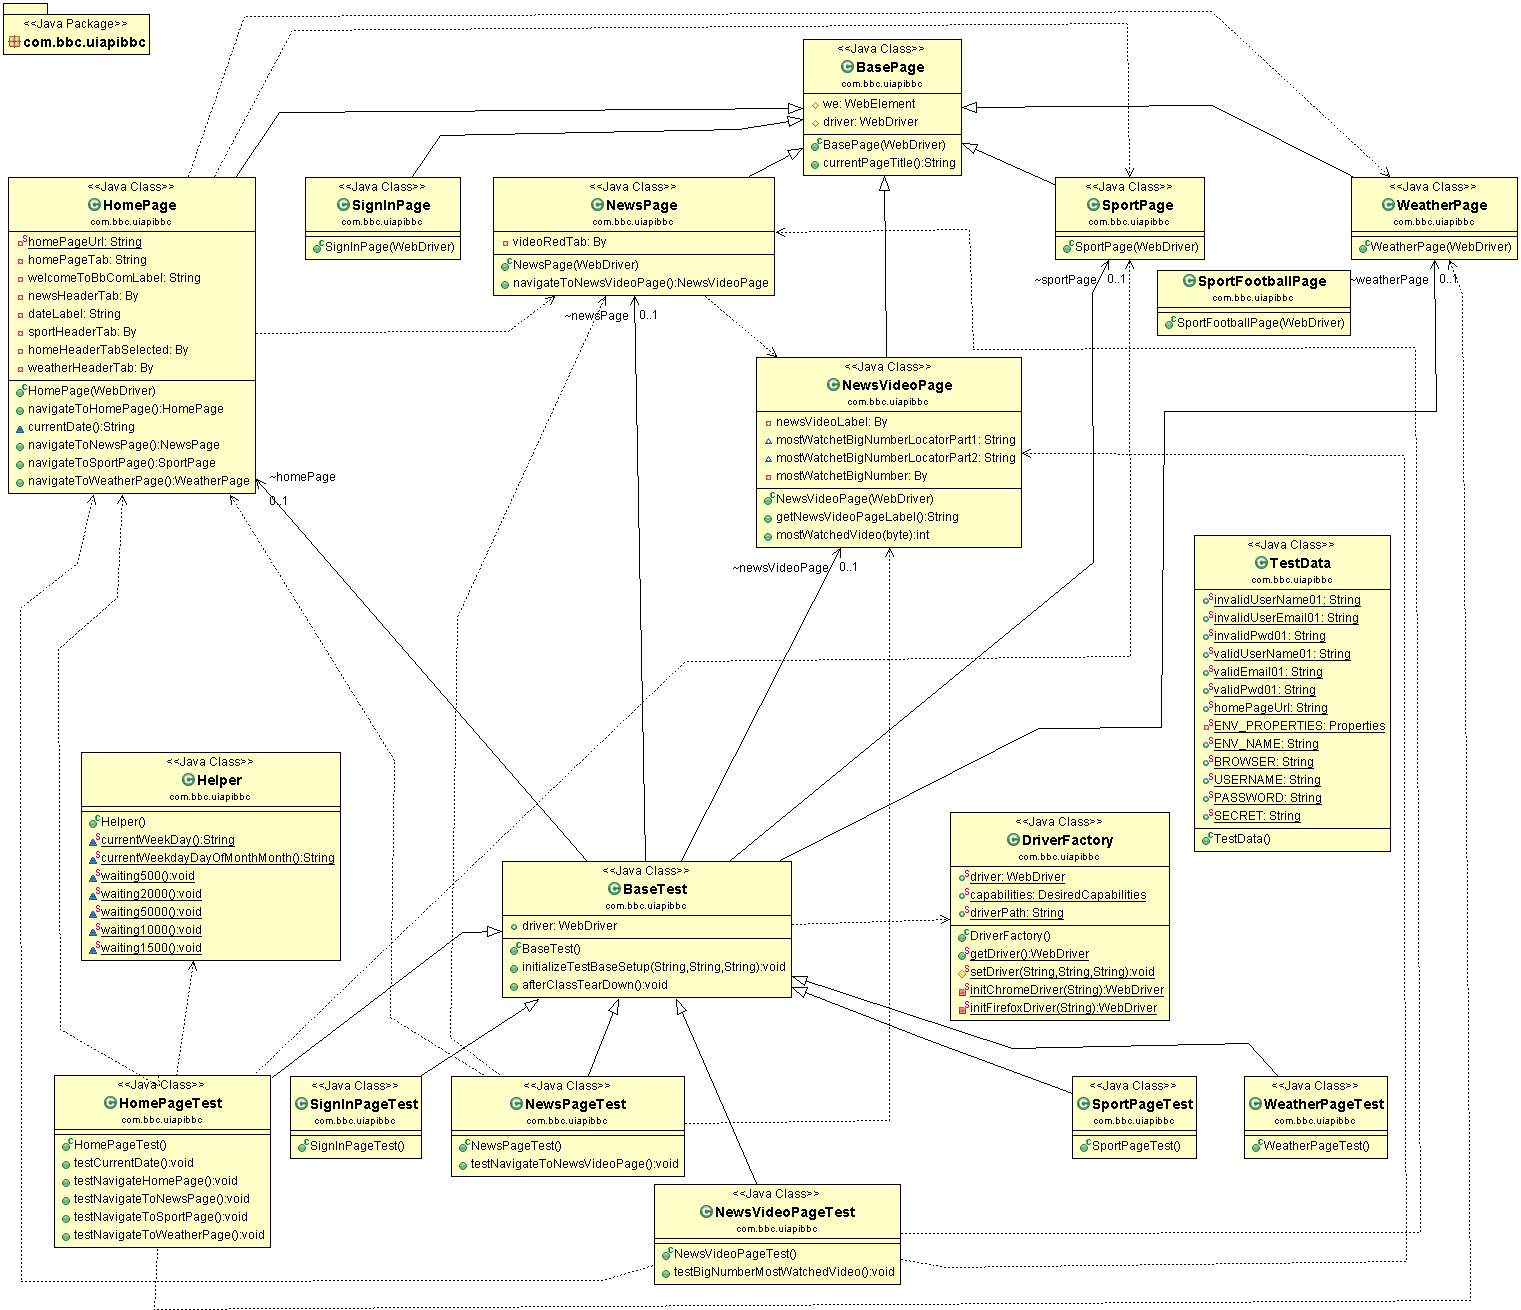 <<Java Package>>
com.bbc.uiapibbc
<<Java Class>>
BasePage
com.bbc.uiapibbc
we: WebElement
driver: WebDriver
BasePage(WebDriver)
currentPageTitle():String
<<Java Class>>
HomePage
com.bbc.uiapibbc
homePageUrl: String
homePageTab: String
welcomeToBbComLabel: String
newsHeaderTab: By
dateLabel: String
sportHeaderTab: By
homeHeaderTabSelected: By
weatherHeaderTab: By
HomePage(WebDriver)
navigateToHomePage():HomePage
currentDate():String
navigateToNewsPage():NewsPage
navigateToSportPage():SportPage
navigateToWeatherPage():WeatherPage
<<Java Class>>
SignInPage
com.bbc.uiapibbc
SignInPage(WebDriver)
<<Java Class>>
NewsPage
com.bbc.uiapibbc
videoRedTab: By
NewsPage(WebDriver)
navigateToNewsVideoPage():NewsVideoPage
<<Java Class>>
SportPage
com.bbc.uiapibbc
SportPage(WebDriver)
<<Java Class>>
WeatherPage
com.bbc.uiapibbc
WeatherPage(WebDriver)
~sportPage 0..1
SportFootballPage
com.bbc.uiapibbc
SportFootballPage(WebDriver)
~weatherPage 0..1
~newsPage 0..1
<<Java Class>>
NewsVideoPage
com.bbc.uiapibbc
newsVideoLabel: By
mostWatchetBigNumberLocatorPart1: String
mostWatchetBigNumberLocatorPart2: String
mostWatchetBigNumber: By
NewsVideoPage(WebDriver)
getNewsVideoPageLabel():String
mostWatchedVideo(byte):int
~homePage
0..1
~newsVideoPage 0..1
<<Java Class>>
TestData
com.bbc.uiapibbc
invalidUserName01: String
invalidUserEmail01: String
invalidPwd01: String
validUserName01: String
validEmail01: String
validPwd01: String
homePageUrl: String
ENV_PROPERTIES: Properties
ENV_NAME: String
BROWSER: String
USERNAME: String
PASSWORD: String
SECRET: String
TestData()
<<Java Class>>
Helper
com.bbc.uiapibbc
Helper()
currentWeekDay():String
currentWeekdayDayOfMonthMonth():String
waiting500():void
waiting2000():void
waiting5000():void
waiting1000():void
waiting1500():void
<<Java Class>>
BaseTest
com.bbc.uiapibbc
driver: WebDriver
BaseTest()
initializeTestBaseSetup(String,String,String):void
afterClassTearDown():void
<<Java Class>>
DriverFactory
com.bbc.uiapibbc
driver: WebDriver
capabilities: DesiredCapabilities
driverPath: String
DriverFactory()
getDriver():WebDriver
setDriver(String,String,String):void
initChromeDriver(String):WebDriver
initFirefoxDriver(String):WebDriver
<<Java Class>>
HomePageTest
com.bbc.uiapibbc
HomePageTest()
testCurrentDate():void
testNavigateHomePage():void
testNavigateToNewsPage():void
testNavigateToSportPage():void
testNavigateToWeatherPage():void
<<Java Class>>
SignInPageTest
com.bbc.uiapibbc
SignInPageTest()
<<Java Class>>
NewsPageTest
com.bbc.uiapibbc
NewsPageTest()
testNavigateToNewsVideoPage():void
<<Java Class>>
SportPageTest
com.bbc.uiapibbc
SportPageTest()
<<Java Class>>
WeatherPageTest
com.bbc.uiapibbc
WeatherPageTest()
<<Java Class>>
NewsVideoPageTest
com.bbc.uiapibbc
NewsVideoPageTest()
testBigNumberMostWatchedVideo():void